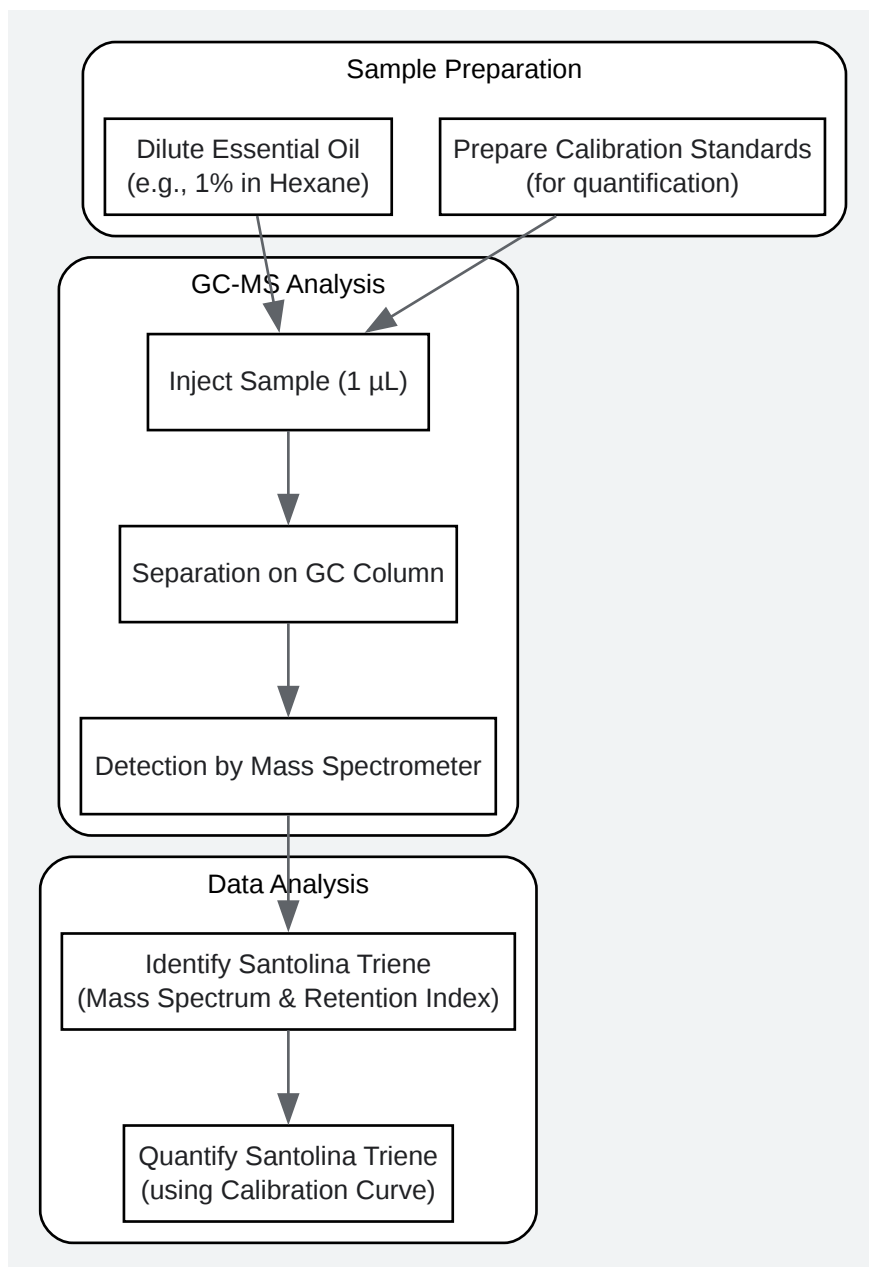 Sample Preparation
Dilute Essential Oil
(e.g., 1% in Hexane)
Prepare Calibration Standards
(for quantification)
GC-MS Analysis
Inject Sample (1 µL)
Separation on GC Column
Detection by Mass Spectrometer
Data Analysis
Identify Santolina Triene
(Mass Spectrum & Retention Index)
Quantify Santolina Triene
(using Calibration Curve)